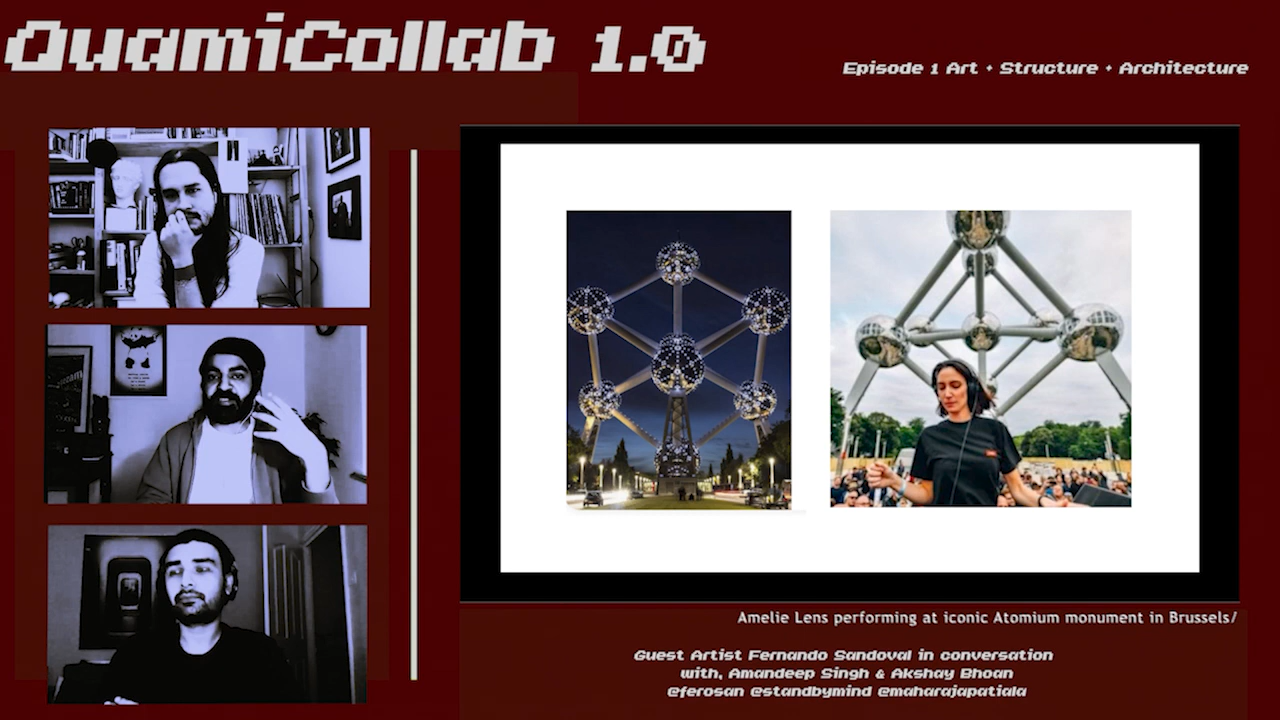 QuamiCollab 1.0
Episode 1 Art + Structure + Architecture
Amelie Lens performing at iconic Atomium monument in Brussels/
Guest Artist Fernando Sandoval in conversation
with, Amandeep Singh & Akshay Bhoan
@ferosan @standbymind @maharajapatiala